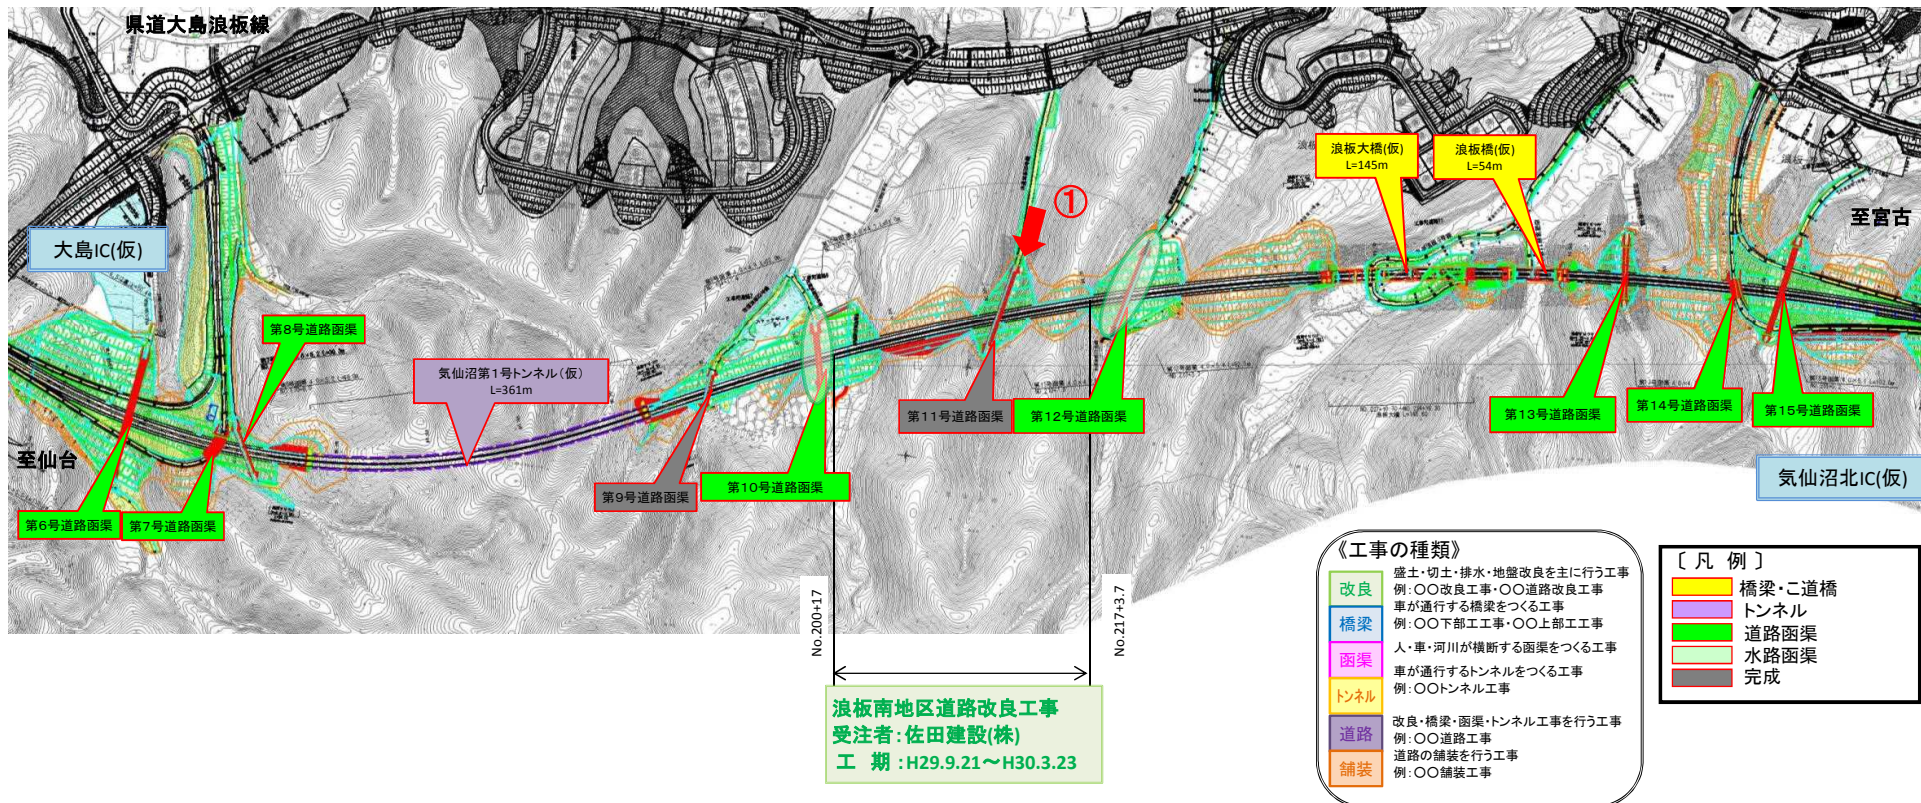 県道大島浪板線
大島IC(仮)
至仙台
第6号道路函渠
第7号道路函渠
第8号道路函渠
気仙沼第1号トンネル(仮)
L=361m
第9号道路函渠
第10号道路函渠
①
第11号道路函渠
第12号道路函渠
浪板大橋(仮)
L=145m
浪板橋(仮)
L=54m
至宮古
第13号道路函渠
第14号道路函渠
第15号道路函渠
気仙沼北IC(仮)
No.200+17
No.217+3.7
浪板南地区道路改良工事
受注者:佐田建設(株)
工 期 :H29.9.21～H30.3.23
《工事の種類》
改良
盛土・切土・排水・地盤改良を主に行う工事
例:〇〇改良工事・〇〇道路改良工事
橋梁
車が通行する橋梁をつくる工事
例:〇〇下部工工事・〇〇上部工工事
函渠
人・車・河川が横断する函渠をつくる工事
トンネル
車が通行するトンネルをつくる工事
例:〇〇トンネル工事
道路
改良・橋梁・函渠・トンネル工事を行う工事
例:〇〇道路工事
舗装
道路の舗装を行う工事
例:〇〇舗装工事
〔 凡 例 〕
橋梁・こ道橋
トンネル
道路函渠
水路函渠
完成